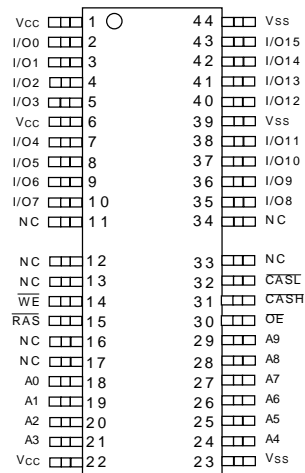 Vcc 1 44 Vss
I/O0 2 43 I/O15
I/O1 3 42 I/O14
I/O2 4 41 I/O13
I/O3 5 40 I/O12
Vcc 6 39 Vss
I/O4 7 38 I/O11
I/O5 8 37 I/O10
I/O6 9 36 I/O9
I/O7 10 35 I/O8
NC 11 34 NC
NC 12 33 NC
NC 13 32 CASL
WE 14 31 CASH
RAS 15 30 OE
NC 16 29 A9
NC 17 28 A8
A0 18 27 A7
A1 19 26 A6
A2 20 25 A5
A3 21 24 A4
Vcc 22 23 Vss